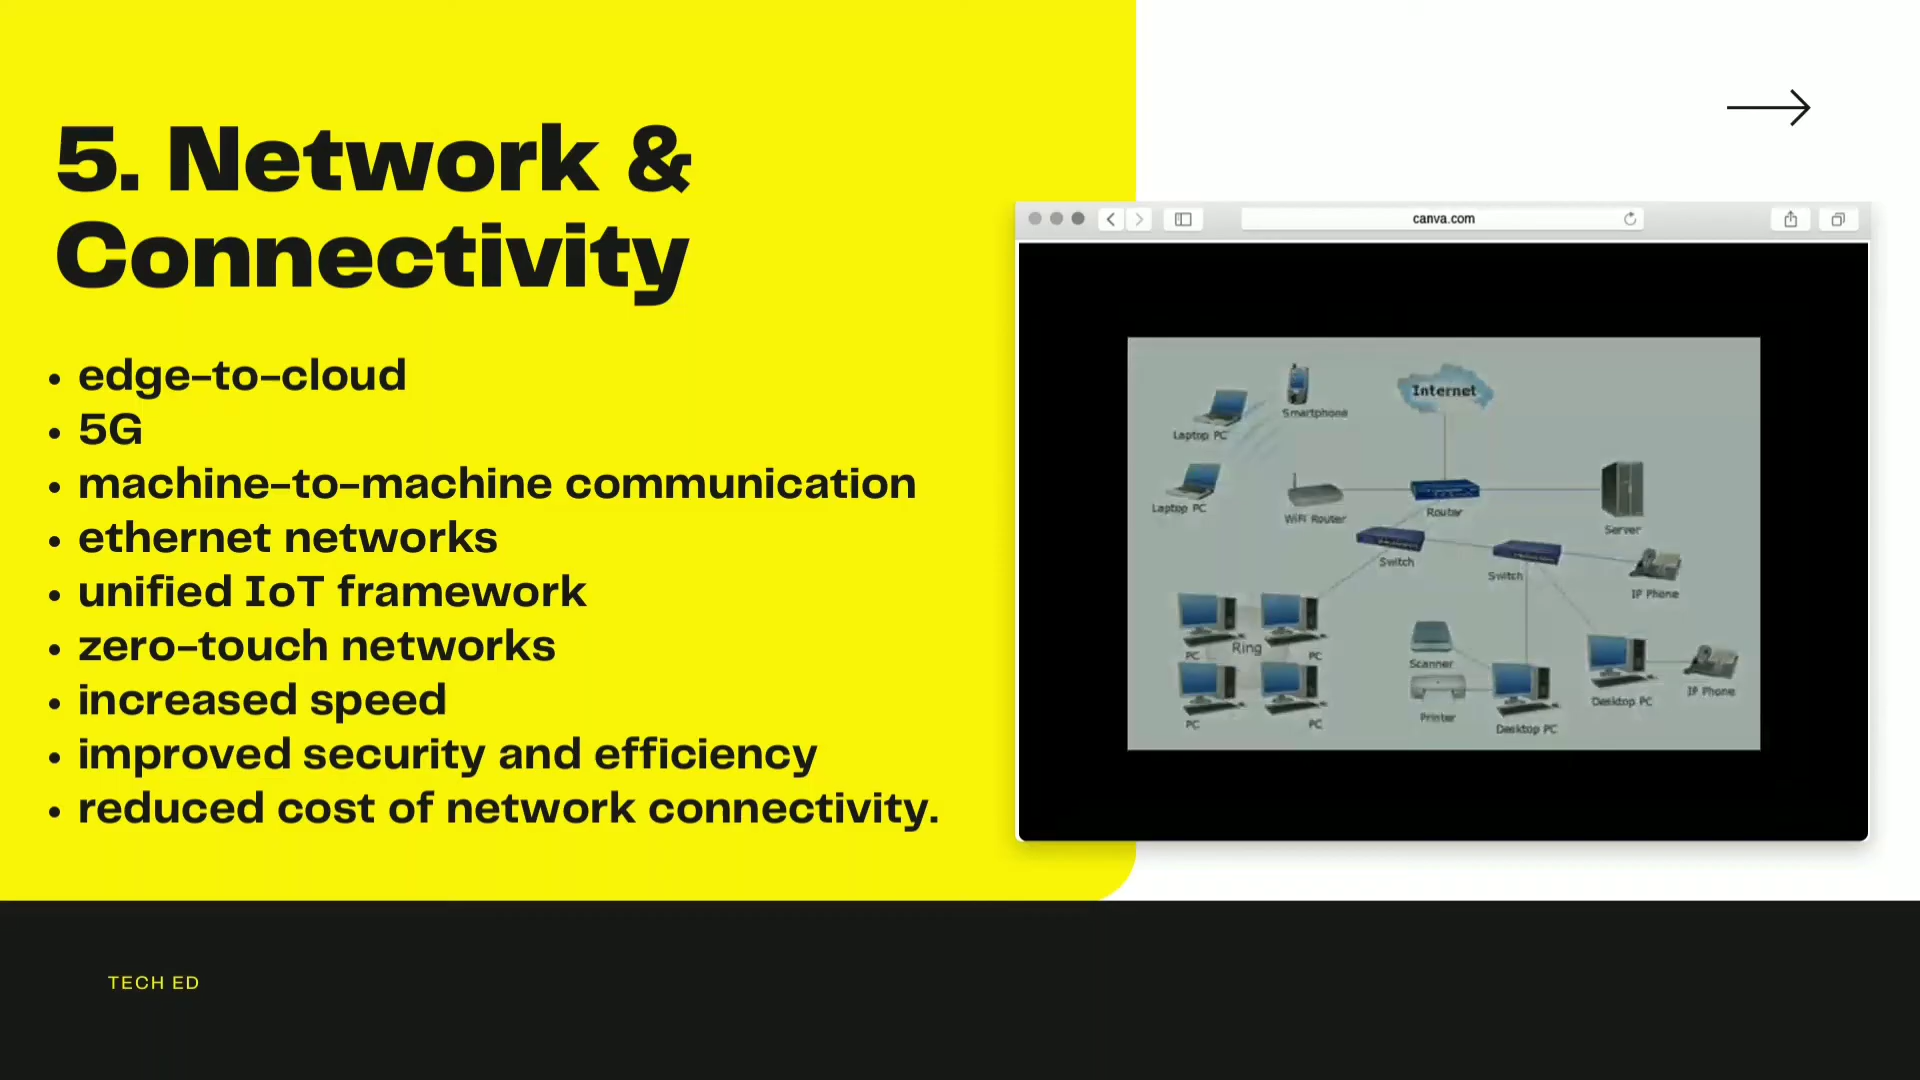 5. Network &
Connectivity
• edge-to-cloud
• 5G
• machine-to-machine communication
• ethernet networks
• unified IoT framework
• zero-touch networks
• increased speed
• improved security and efficiency
• reduced cost of network connectivity.
canva.com
Internet
Smartphone
Laptop PC
Laptop PC
WiFi Router
Router
Server
Switch
Switch
IP Phone
Ring
PC
PC
Scanner
IP Phone
Desktop PC
PC
PC
Printer
Desktop PC
TECH ED